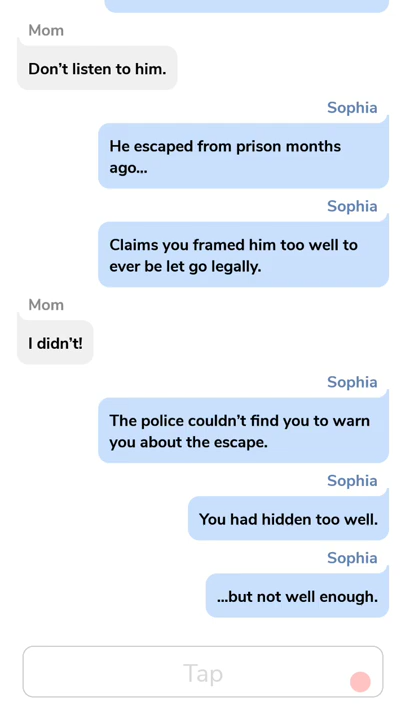 Mom
Don’t listen to him.
Sophia
He escaped from prison months
ago...
Sophia
Claims you framed him too well to
ever be let go legally.
Mom
I didn’t!
Sophia
The police couldn’t find you to warn
you about the escape.
Sophia
You had hidden too well.
Sophia
...but not well enough.
Tap